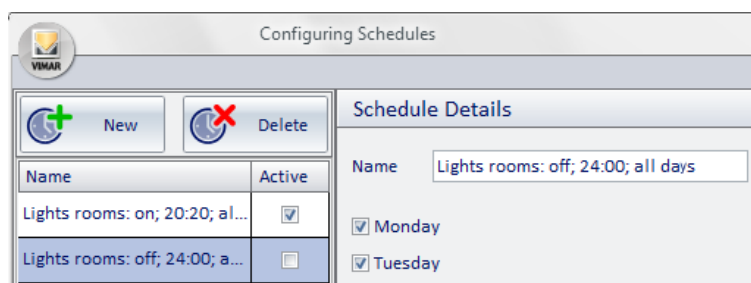 Configuring Schedules
VIMAR
New
Delete
Name
Active
Lights rooms: on; 20:20; al...
Lights rooms: off; 24:00; a...
Schedule Details
Name
Lights rooms: off; 24:00; all days
Monday
Tuesday